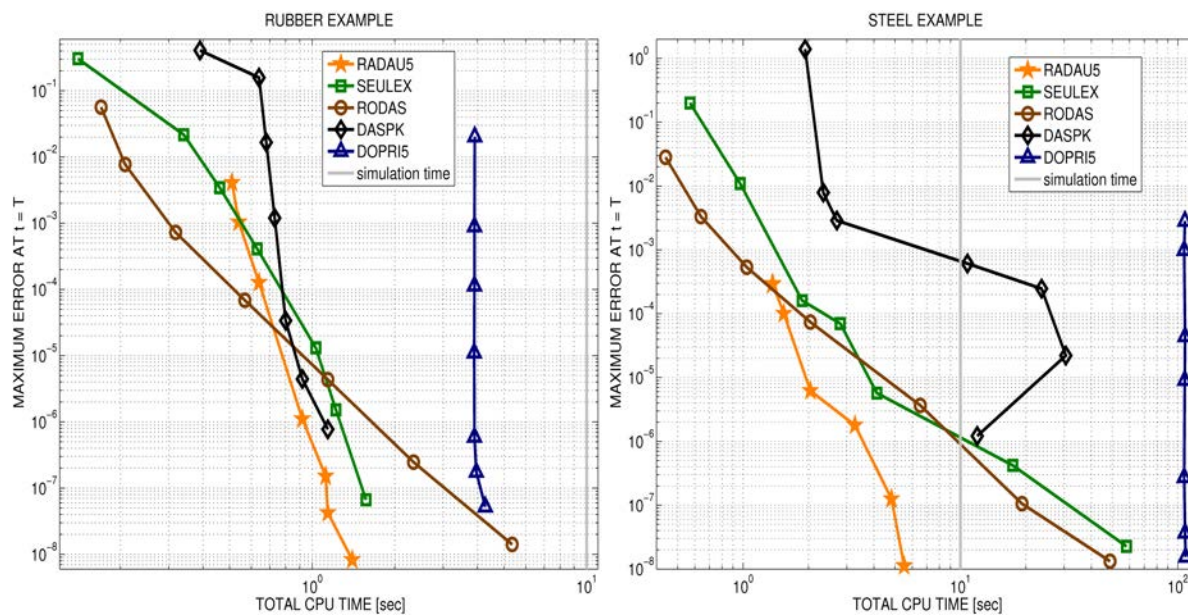 RUBBER EXAMPLE
MAXIMUM ERROR AT t = T
10⁻¹
10⁻²
10⁻³
10⁻⁴
10⁻⁵
10⁻⁶
10⁻⁷
10⁻⁸
RADAU5
SEULEX
RODAS
DASPK
DOPRI5
simulation time
10⁰
10¹
TOTAL CPU TIME [sec]
STEEL EXAMPLE
MAXIMUM ERROR AT t = T
10⁰
10⁻¹
10⁻²
10⁻³
10⁻⁴
10⁻⁵
10⁻⁶
10⁻⁷
10⁻⁸
RADAU5
SEULEX
RODAS
DASPK
DOPRI5
simulation time
10⁰
10¹
10²
TOTAL CPU TIME [sec]